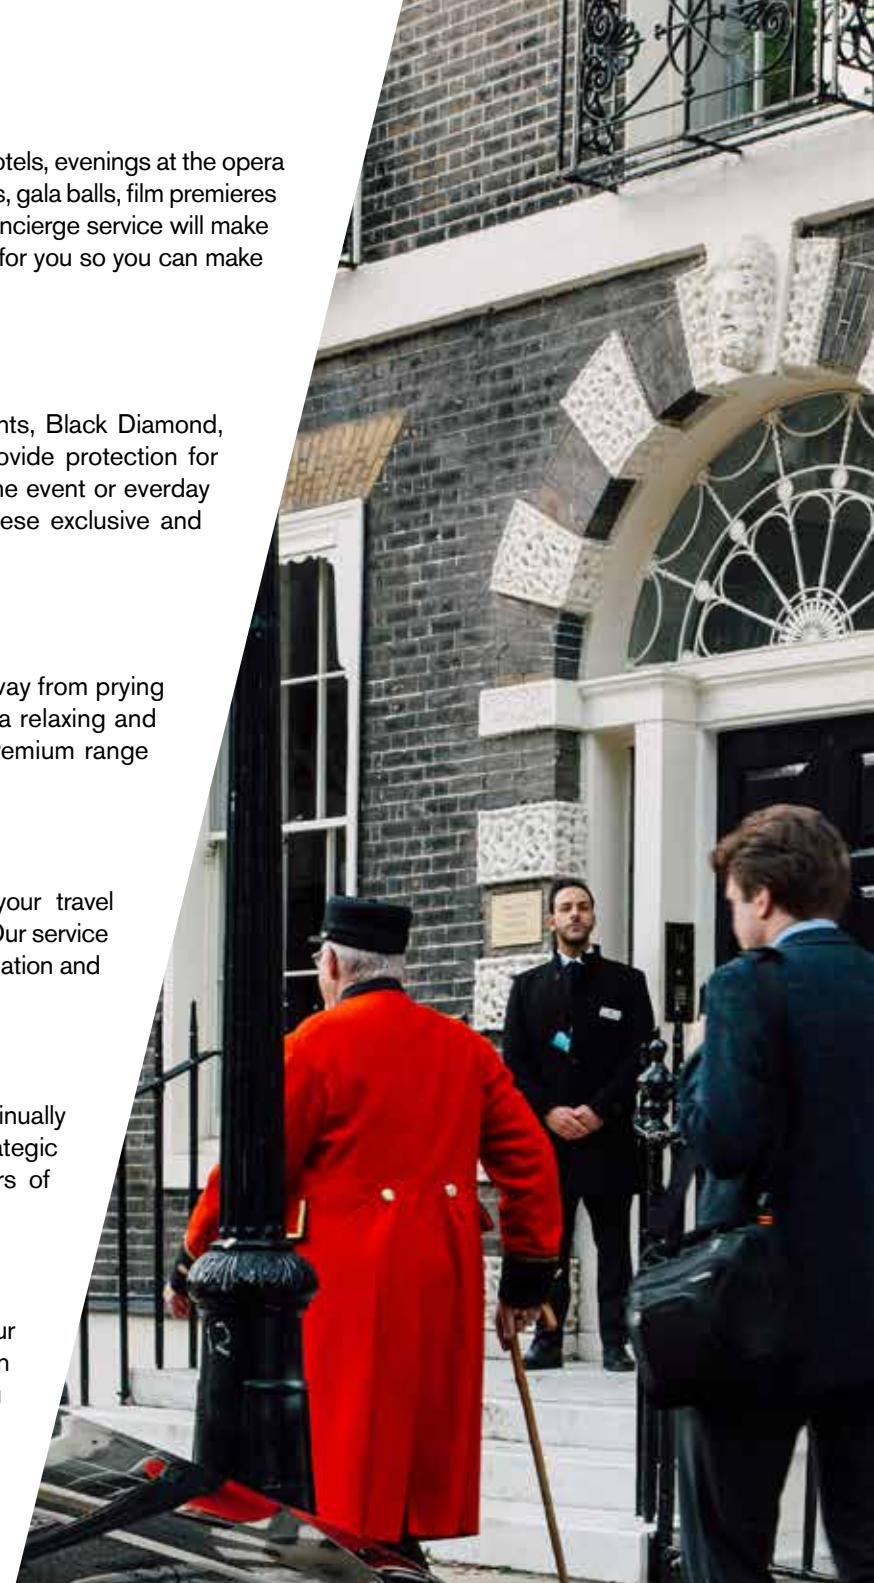 otels, evenings at the opera
s, gala balls, film premieres
ncierge service will make
for you so you can make
nts, Black Diamond,
ovide protection for
ne event or everday
ese exclusive and
vay from prying
a relaxing and
remium range
your travel
Our service
ation and
inually
ategic
rs of
ur
n